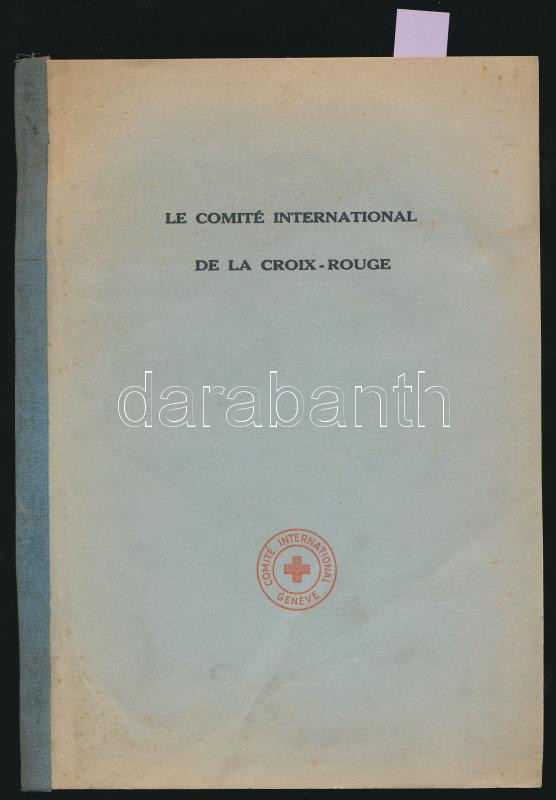 LE COMITÉ INTERNATIONAL
DE LA CROIX-ROUGE
darabanth
COMITÉ INTERNATIONAL
GENÈVE